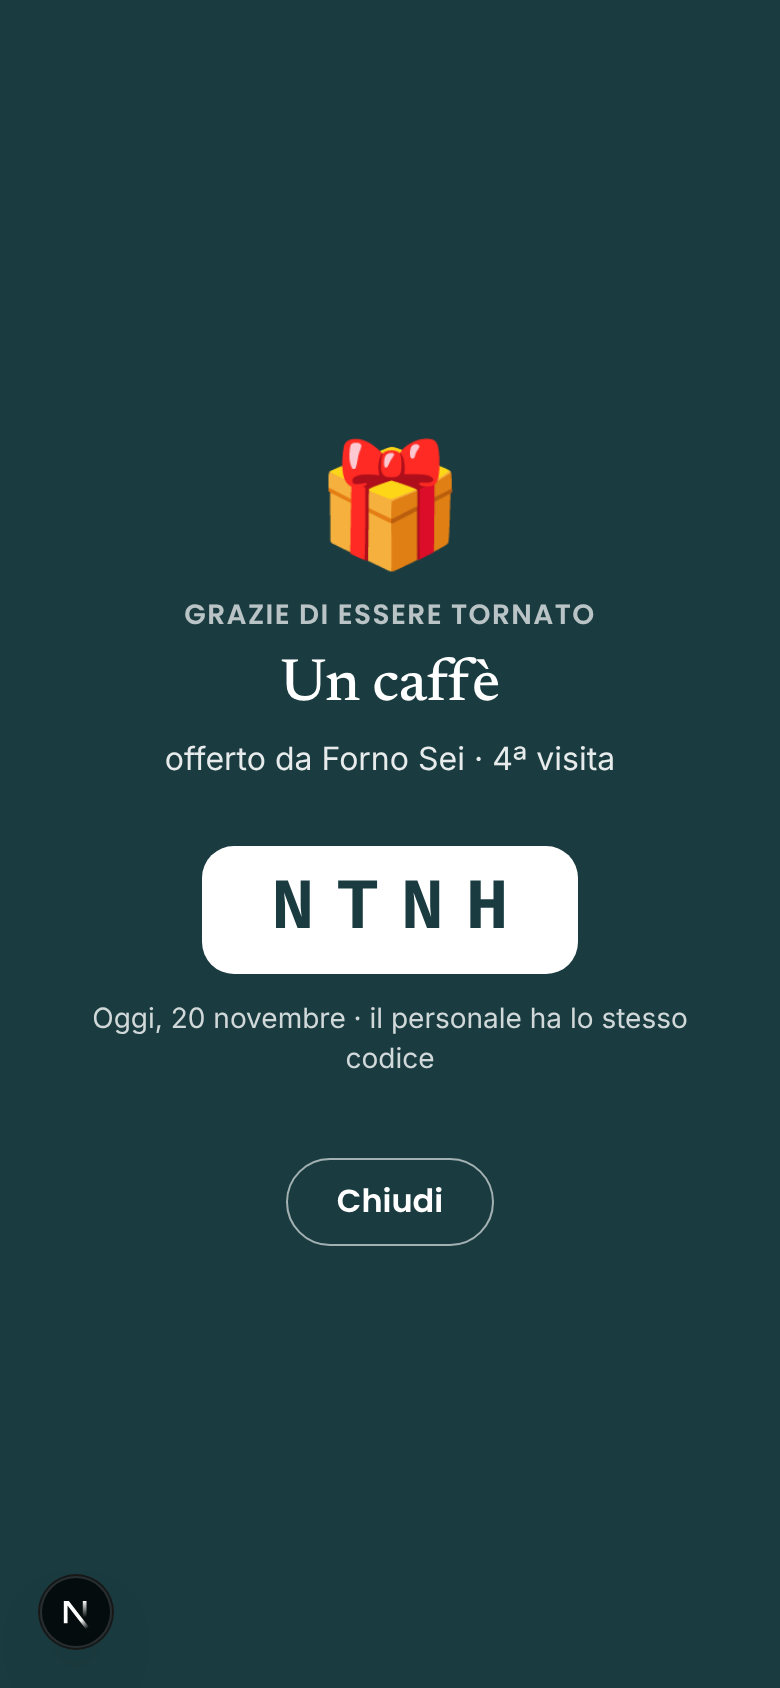 GRAZIE DI ESSERE TORNATO
Un caffè
offerto da Forno Sei · 4ª visita
NTNH
Oggi, 20 novembre · il personale ha lo stesso
codice
Chiudi
N